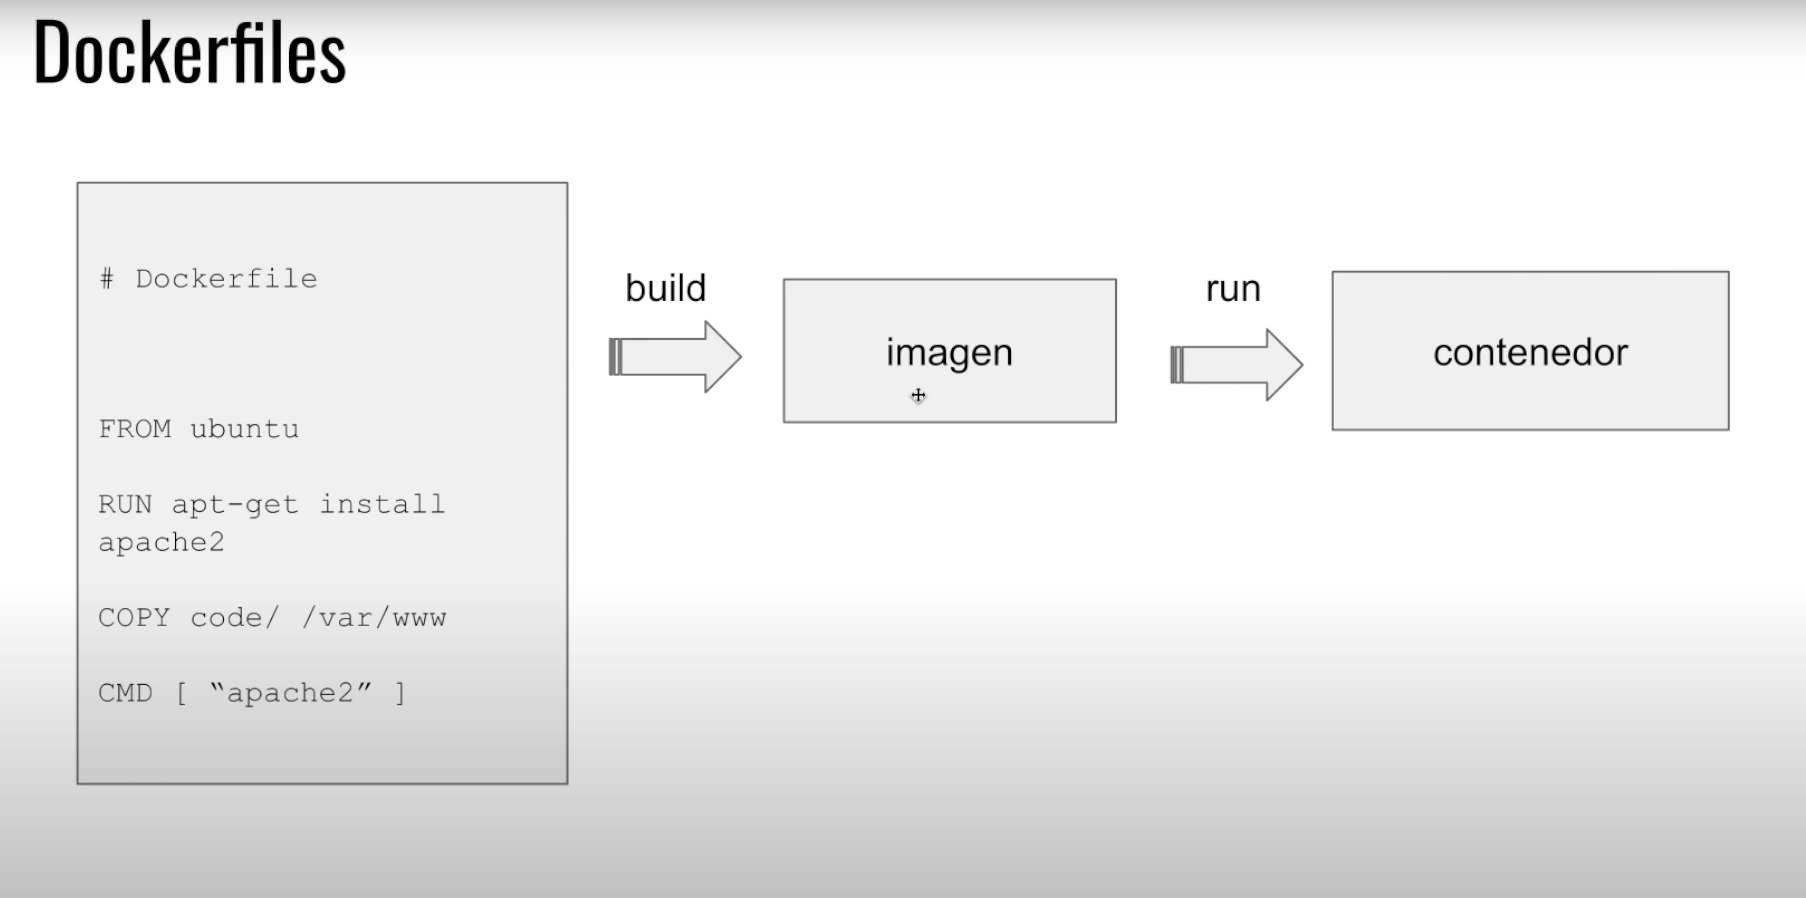 Dockerfiles
# Dockerfile
FROM ubuntu
RUN apt-get install
apache2
COPY code/ /var/www
CMD [ “apache2” ]
build
imagen
run
contenedor